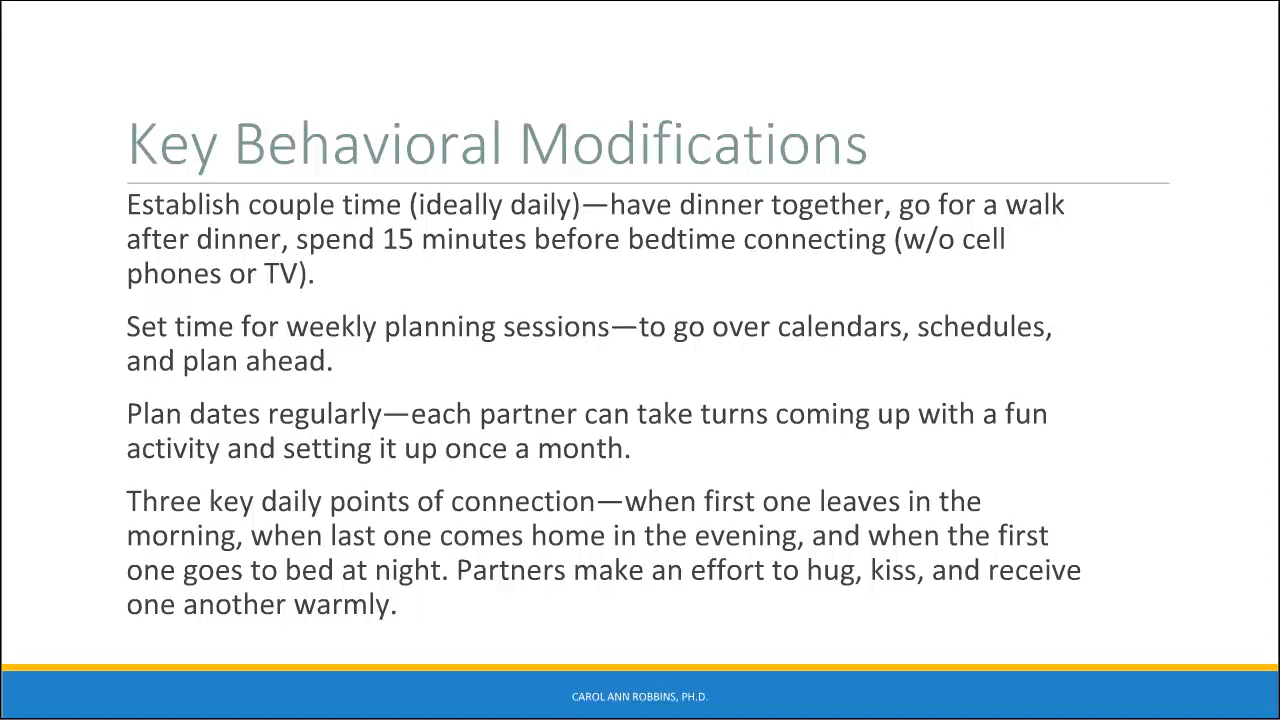 Key Behavioral Modifications
Establish couple time (ideally daily)—have dinner together, go for a walk
after dinner, spend 15 minutes before bedtime connecting (w/o cell
phones or TV).
Set time for weekly planning sessions—to go over calendars, schedules,
and plan ahead.
Plan dates regularly—each partner can take turns coming up with a fun
activity and setting it up once a month.
Three key daily points of connection—when first one leaves in the
morning, when last one comes home in the evening, and when the first
one goes to bed at night. Partners make an effort to hug, kiss, and receive
one another warmly.
CAROL ANN ROBBINS, PH.D.